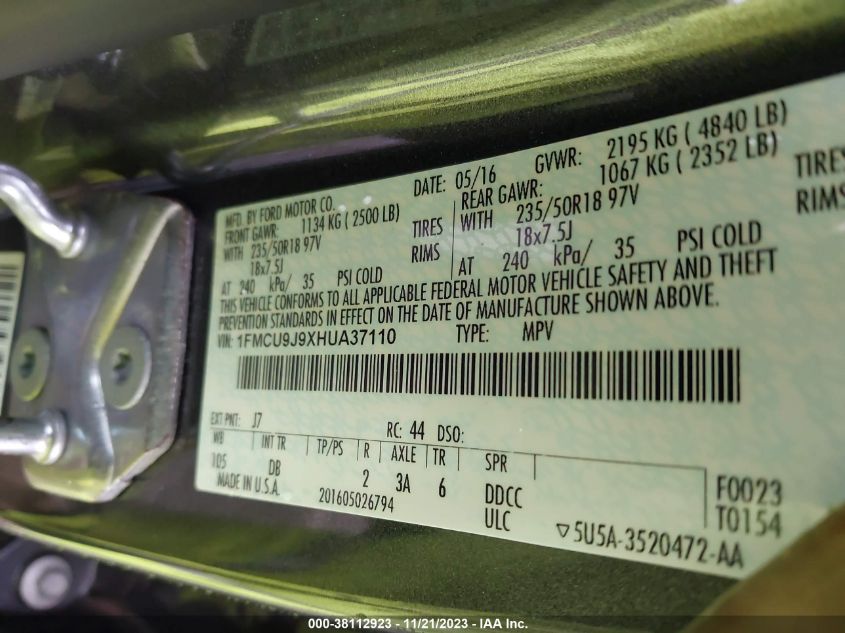 MFD. BY FORD MOTOR CO. DATE: 05/16 GVWR: 2195 KG ( 4840 LB)
FRONT GAWR: 1134 KG ( 2500 LB) REAR GAWR: 1067 KG ( 2352 LB)
WITH 235/50R18 97V TIRES WITH 235/50R18 97V TIRES
18x7.5J RIMS 18x7.5J RIMS
AT 240 kPa/ 35 PSI COLD AT 240 kPa/ 35 PSI COLD
THIS VEHICLE CONFORMS TO ALL APPLICABLE FEDERAL MOTOR VEHICLE SAFETY AND THEFT
PREVENTION STANDARDS IN EFFECT ON THE DATE OF MANUFACTURE SHOWN ABOVE.
VIN: 1FMCU9J9XHUA37110 TYPE: MPV
EXT PNT: J7 RC: 44 DSO:
WB INT TR TP/PS R AXLE TR SPR
105 DB 2 3A 6 DDCC
MADE IN U.S.A. 201605026794 ULC
F0023
T0154
▽5U5A-3520472-AA
000-38112923 - 11/21/2023 - IAA Inc.